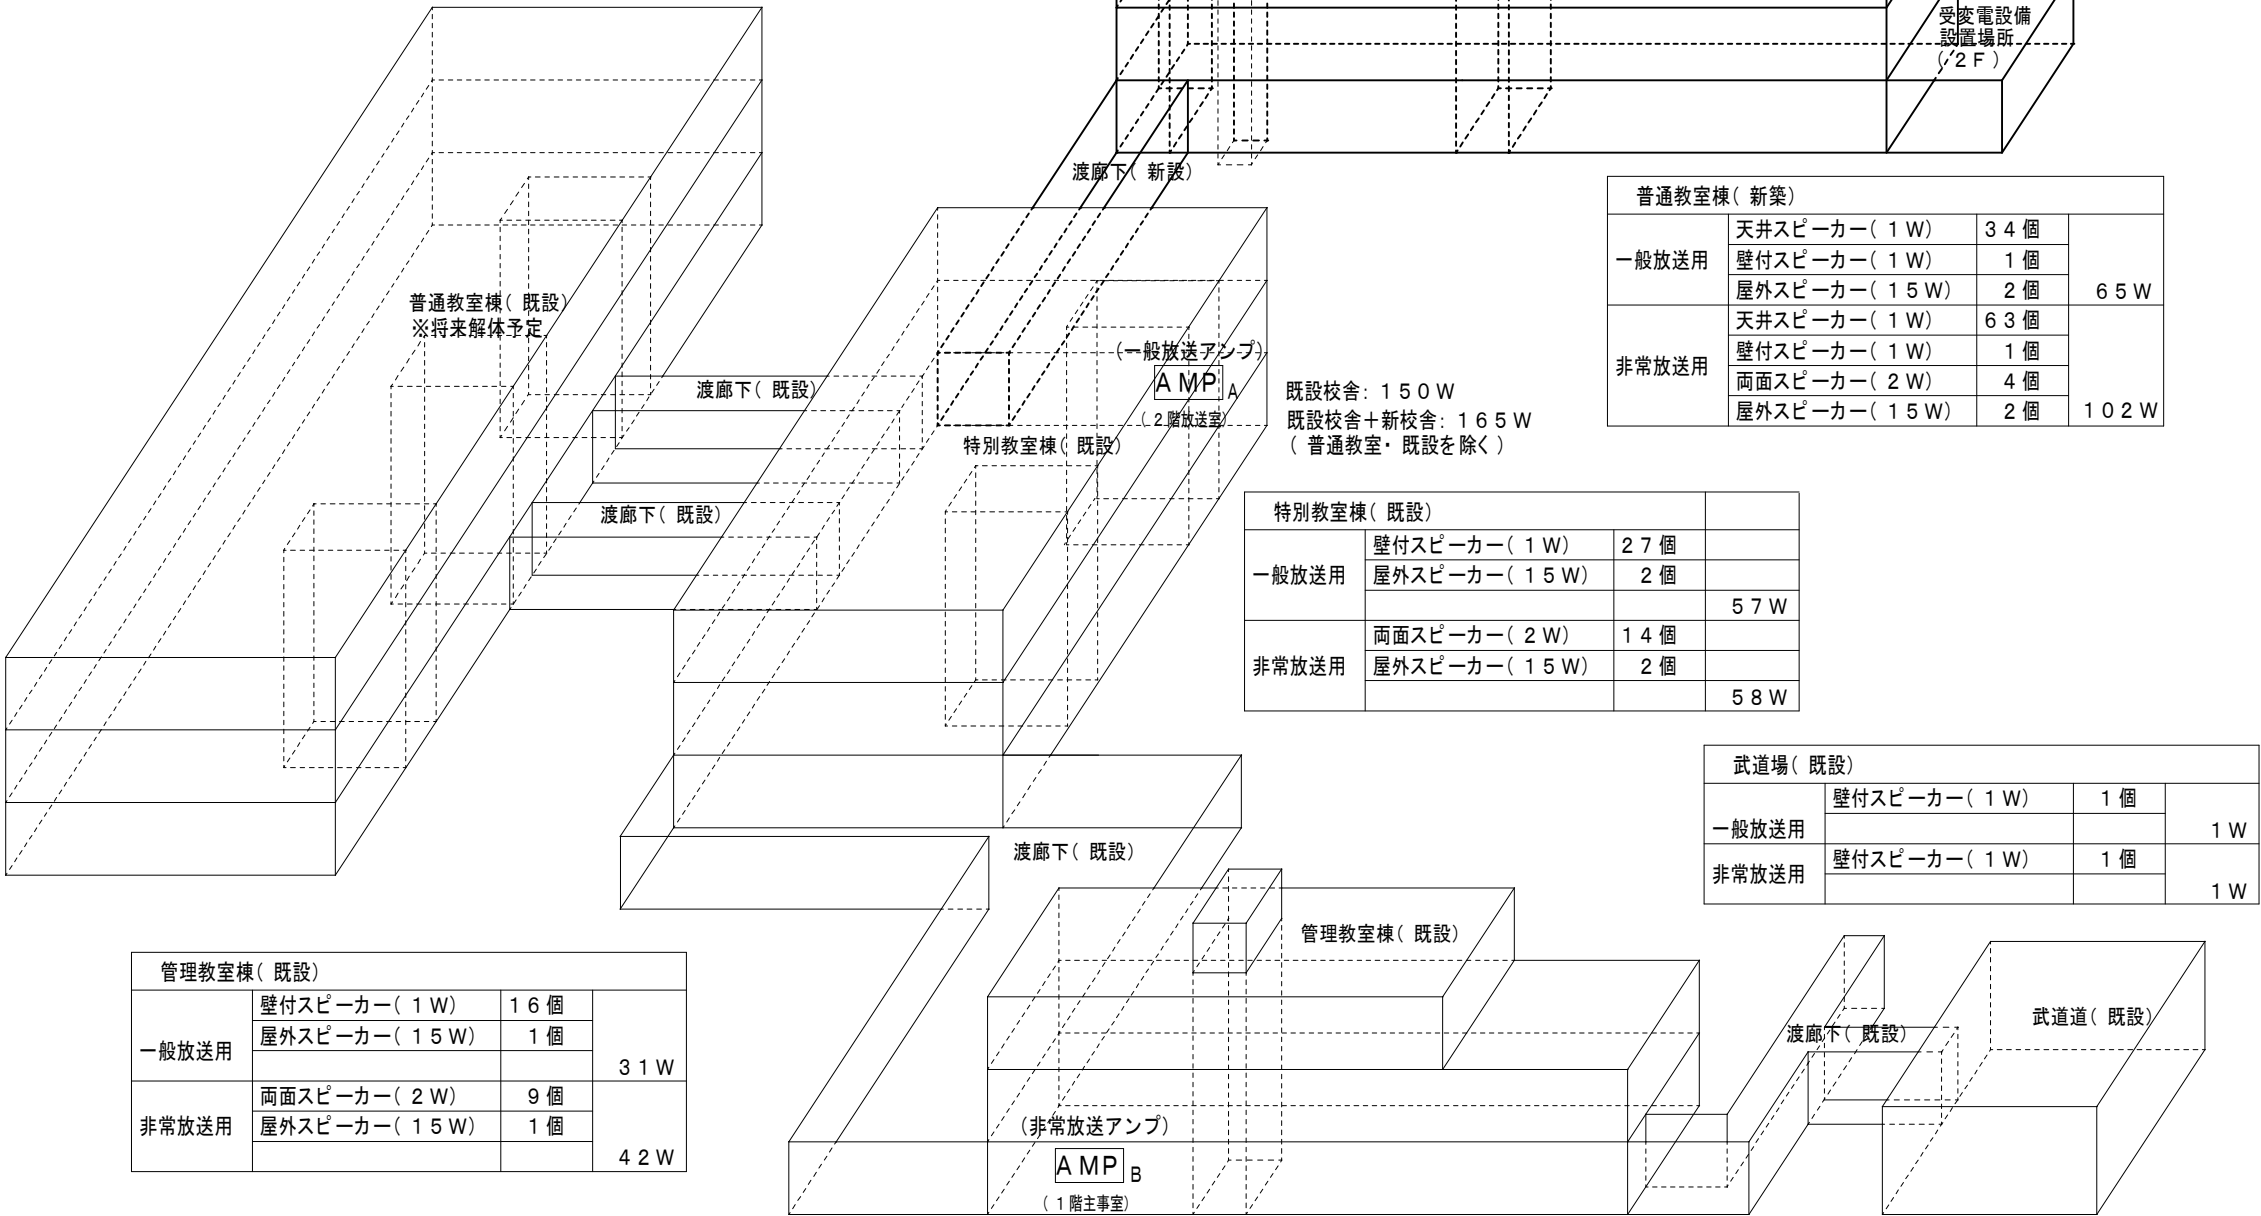 受変電設備
設置場所
(２Ｆ)
渡廊下(新設)
普通教室棟(既設)
※将来解体予定
渡廊下(既設)
渡廊下(既設)
(一般放送アンプ)
ＡＭＰ A
(２階放送室)
特別教室棟(既設)
既設校舎：１５０Ｗ
既設校舎＋新校舎：１６５Ｗ
(普通教室・既設を除く)
普通教室棟(新築)
一般放送用
天井スピーカー(１Ｗ) ３４個
壁付スピーカー(１Ｗ) １個
屋外スピーカー(１５Ｗ) ２個 ６５Ｗ
非常放送用
天井スピーカー(１Ｗ) ６３個
壁付スピーカー(１Ｗ) １個
両面スピーカー(２Ｗ) ４個
屋外スピーカー(１５Ｗ) ２個 １０２Ｗ
特別教室棟(既設)
一般放送用
壁付スピーカー(１Ｗ) ２７個
屋外スピーカー(１５Ｗ) ２個
５７Ｗ
非常放送用
両面スピーカー(２Ｗ) １４個
屋外スピーカー(１５Ｗ) ２個
５８Ｗ
武道場(既設)
壁付スピーカー(１Ｗ) １個
一般放送用 １Ｗ
非常放送用
壁付スピーカー(１Ｗ) １個
１Ｗ
渡廊下(既設)
管理教室棟(既設)
渡廊下(既設)
武道道(既設)
(非常放送アンプ)
ＡＭＰ B
(１階主事室)
管理教室棟(既設)
壁付スピーカー(１Ｗ) １６個
屋外スピーカー(１５Ｗ) １個
一般放送用
３１Ｗ
両面スピーカー(２Ｗ) ９個
非常放送用 屋外スピーカー(１５Ｗ) １個
４２Ｗ